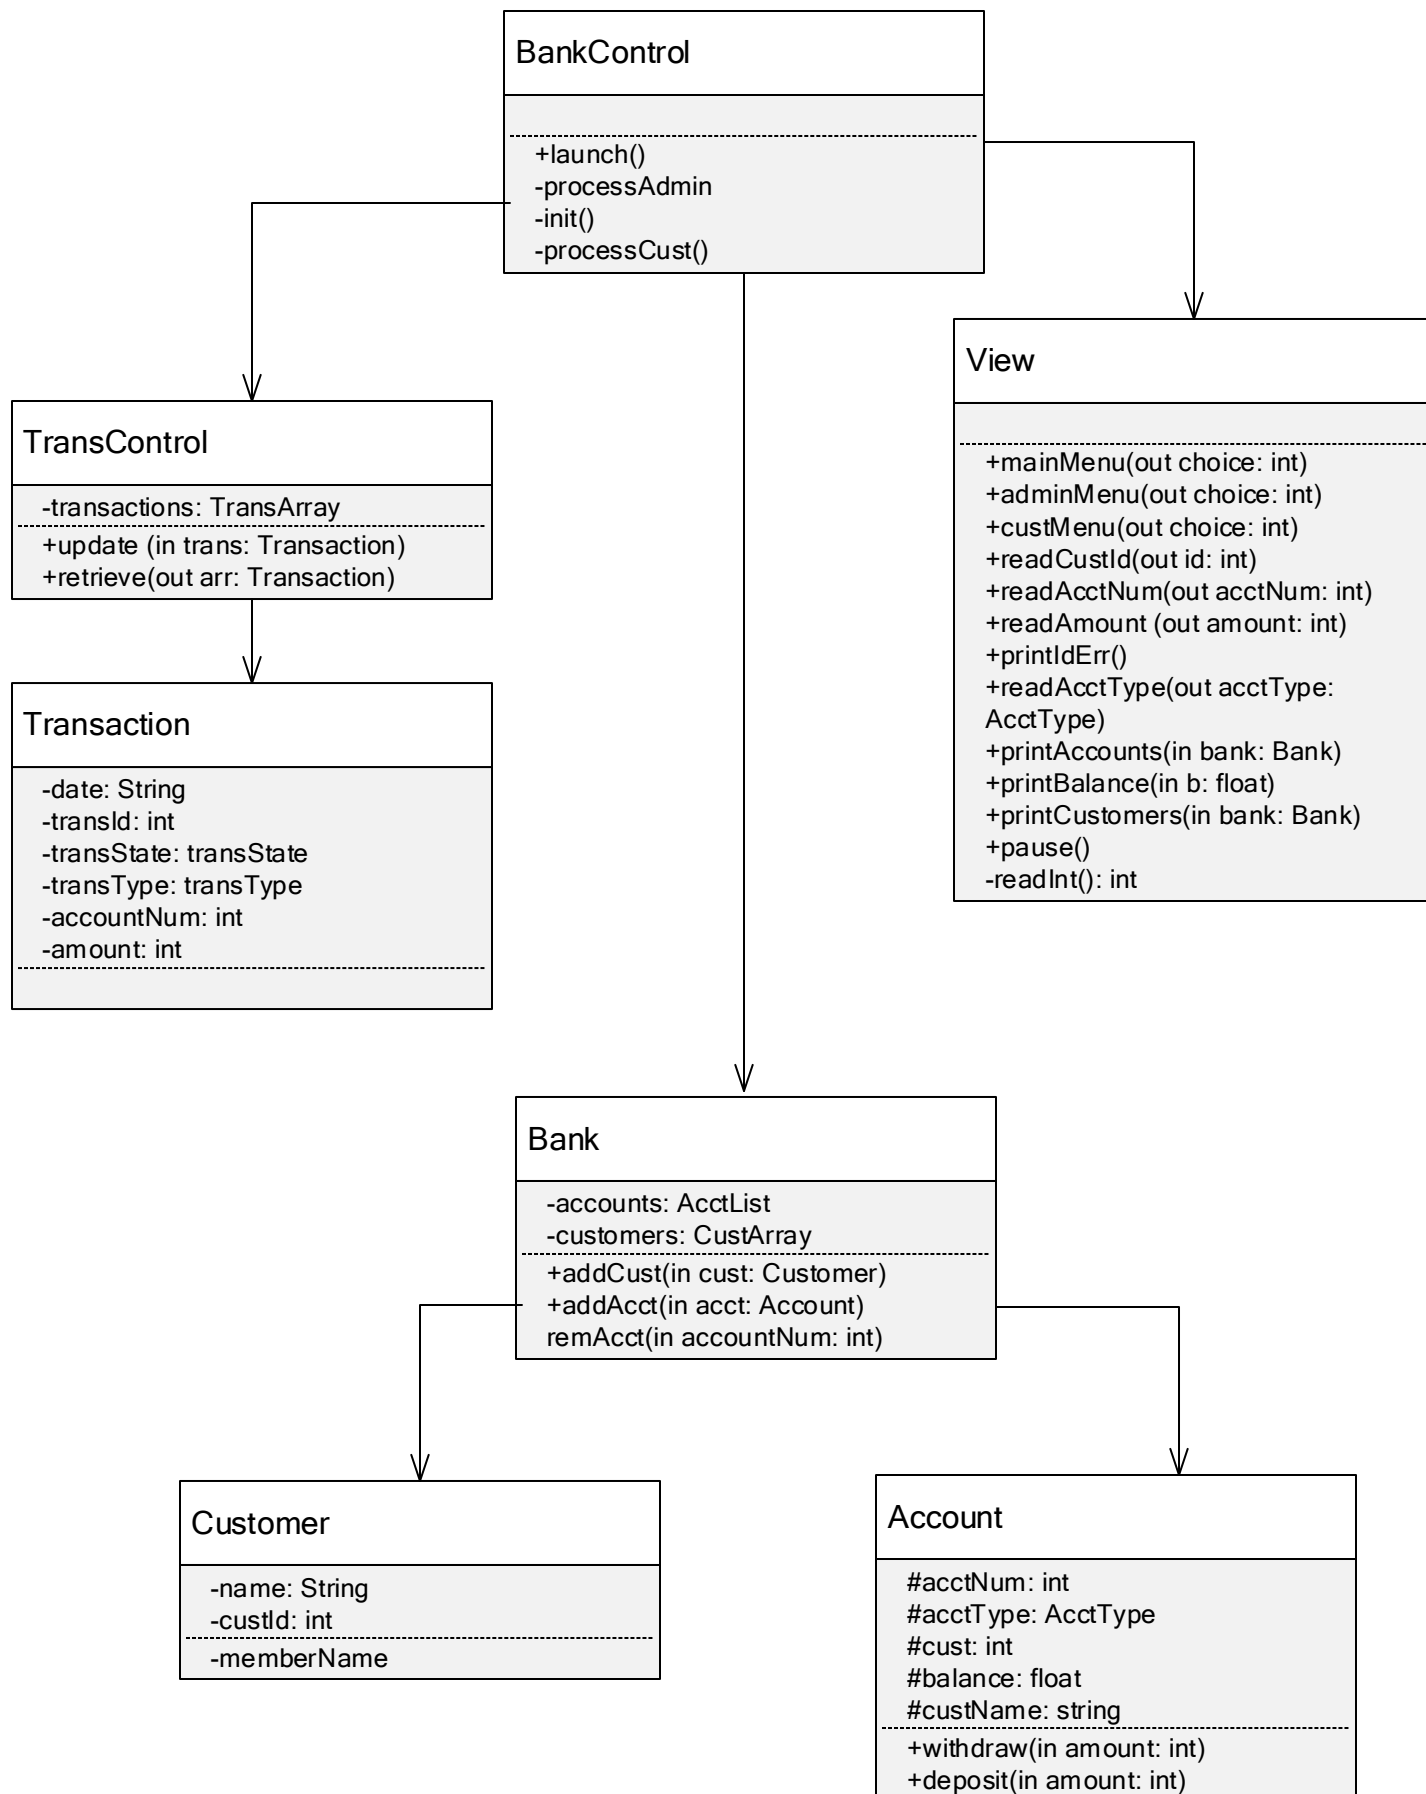 BankControl
+launch()
-processAdmin
-init()
-processCust()
View
+mainMenu(out choice: int)
+adminMenu(out choice: int)
+custMenu(out choice: int)
+readCustId(out id: int)
+readAcctNum(out acctNum: int)
+readAmount (out amount: int)
+printIdErr()
+readAcctType(out acctType:
AcctType)
+printAccounts(in bank: Bank)
+printBalance(in b: float)
+printCustomers(in bank: Bank)
+pause()
-readInt(): int
TransControl
-transactions: TransArray
+update (in trans: Transaction)
+retrieve(out arr: Transaction)
Transaction
-date: String
-transId: int
-transState: transState
-transType: transType
-accountNum: int
-amount: int
Bank
-accounts: AcctList
-customers: CustArray
+addCust(in cust: Customer)
+addAcct(in acct: Account)
remAcct(in accountNum: int)
Customer
-name: String
-custId: int
-memberName
Account
#acctNum: int
#acctType: AcctType
#cust: int
#balance: float
#custName: string
+withdraw(in amount: int)
+deposit(in amount: int)